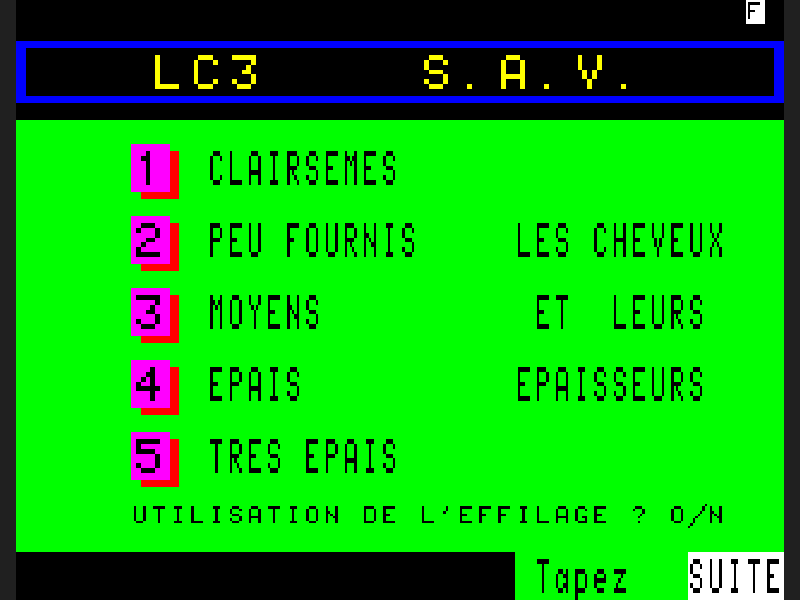 F
LC3 S.A.V.
1 CLAIRSEMES
2 PEU FOURNIS LES CHEVEUX
3 MOYENS ET LEURS
4 EPAIS EPAISSEURS
5 TRES EPAIS
UTILISATION DE L'EFFILAGE ? O/N
Tapez SUITE